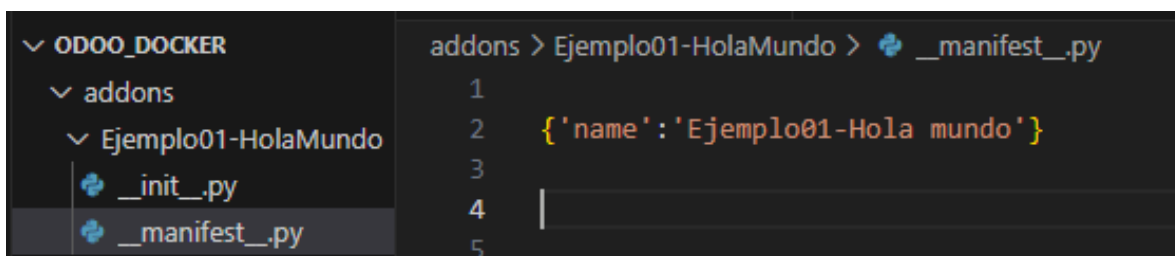 ODOO_DOCKER
addons
Ejemplo01-HolaMundo
__init__.py
__manifest__.py
addons > Ejemplo01-HolaMundo > __manifest__.py
1
2 {'name':'Ejemplo01-Hola mundo'}
3
4
5